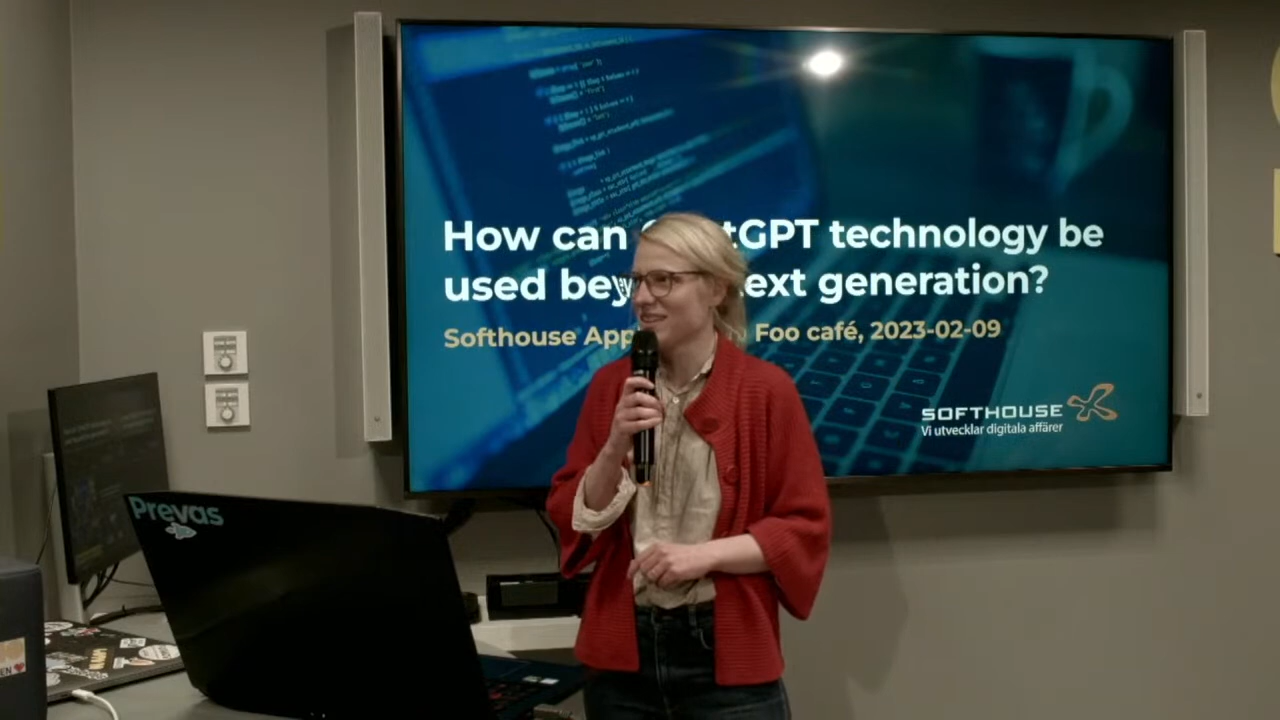 How can tGPT technology be
used bey ext generation?
Softhouse App Foo café, 2023-02-09
SOFTHOUSE
Vi utvecklar digitala affärer
Prevas